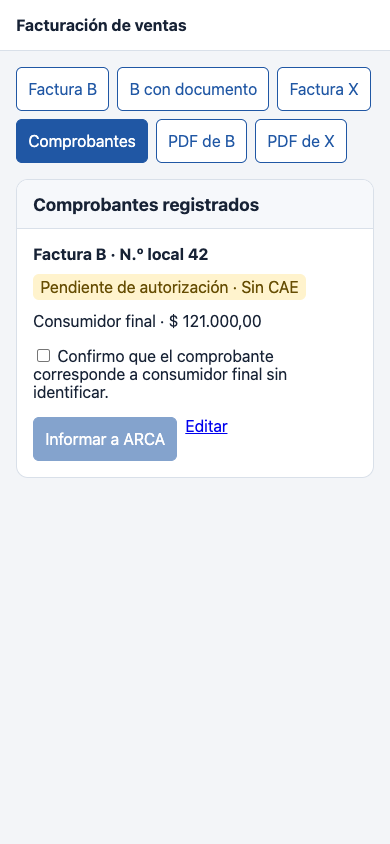 Facturación de ventas
Factura B
B con documento
Factura X
Comprobantes
PDF de B
PDF de X
Comprobantes registrados
Factura B · N.º local 42
Pendiente de autorización · Sin CAE
Consumidor final · $ 121.000,00
Confirmo que el comprobante
corresponde a consumidor final sin
identificar.
Informar a ARCA
Editar